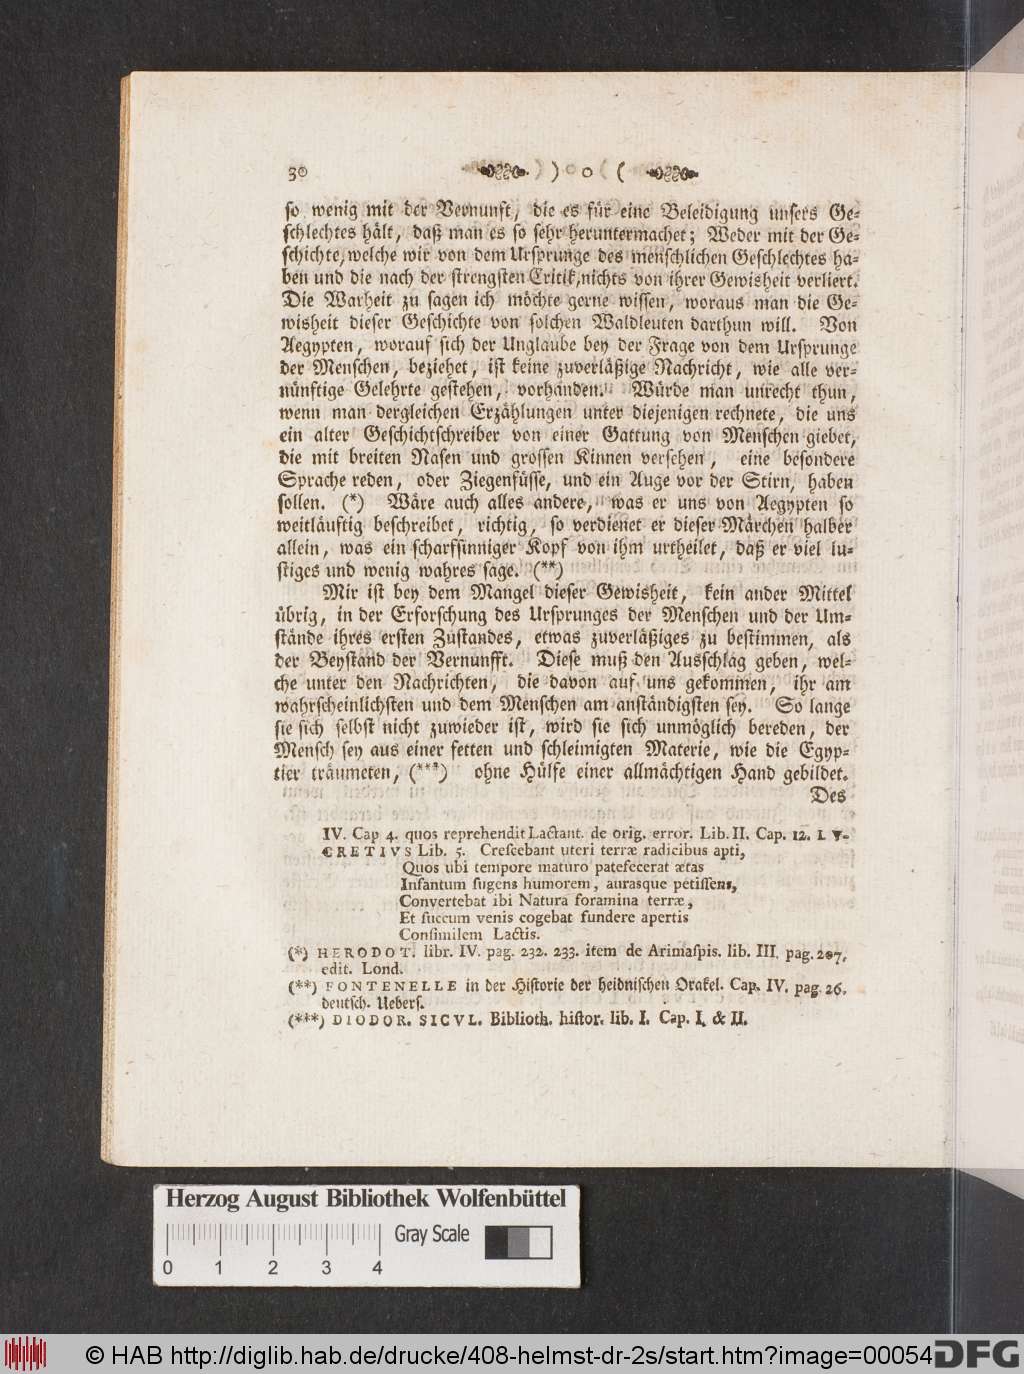 30 ) o (
so wenig mit der Vernunft, die es für eine Beleidigung unsers Ge-
schlechtes hält, daß man es so sehr heruntermachet; Weder mit der Ge-
schichte, welche wir von dem Ursprunge des menschlichen Geschlechtes ha-
ben und die nach der strengsten Critik, nichts von ihrer Gewisheit verliert.
Die Warheit zu sagen ich möchte gerne wissen, woraus man die Ge-
wisheit dieser Geschichte von solchen Waldleuten darthun will. Von
Aegypten, worauf sich der Unglaube bey der Frage von dem Ursprunge
der Menschen, beziehet, ist keine zuverläßige Nachricht, wie alle ver-
nünftige Gelehrte gestehen, vorhanden. Würde man unrecht thun,
wenn man dergleichen Erzählungen unter diejenigen rechnete, die uns
ein alter Geschichtschreiber von einer Gattung von Menschen giebet,
die mit breiten Nasen und grossen Kinnen versehen, eine besondere
Sprache reden, oder Ziegenfüsse, und ein Auge vor der Stirn, haben
sollen. (*) Wäre auch alles andere, was er uns von Aegypten so
weitläuftig beschreibet, richtig, so verdienet er dieser Märchen halber
allein, was ein scharfsinniger Kopf von ihm urtheilet, daß er viel lu-
stiges und wenig wahres sage. (**)
Mir ist bey dem Mangel dieser Gewisheit, kein ander Mittel
übrig, in der Erforschung des Ursprunges der Menschen und der Um-
stände ihres ersten Zustandes, etwas zuverläßiges zu bestimmen, als
der Beystand der Vernunfft. Diese muß den Ausschlag geben, wel-
che unter den Nachrichten, die davon auf uns gekommen, ihr am
wahrscheinlichsten und dem Menschen am anständigsten sey. So lange
sie sich selbst nicht zuwieder ist, wird sie sich unmöglich bereden, der
Mensch sey aus einer fetten und schleimigten Materie, wie die Egyp-
tier träumeten, (***) ohne Hülfe einer allmächtigen Hand gebildet.
Des
IV. Cap 4. quos reprehendit Lactant. de orig. error. Lib. II. Cap. 12. LV-
CRETIVS Lib. 5. Crescebant uteri terræ radicibus apti,
Quos ubi tempore maturo patefecerat ætas
Infantum fugens humorem, aurasque petissens,
Convertebat ibi Natura foramina terræ,
Et succum venis cogebat fundere apertis
Consimilem Lactis.
(*) HERODOT. libr. IV. pag. 232. 233. item de Arimaspis. lib. III. pag. 207.
edit. Lond.
(**) FONTENELLE in der Historie der heidnischen Orakel. Cap. IV. pag. 26.
deutsch. Uebers.
(***) DIODOR. SICVL. Biblioth. histor. lib. I. Cap. I. & II.
Herzog August Bibliothek Wolfenbüttel
Gray Scale
0 1 2 3 4
© HAB http://diglib.hab.de/drucke/408-helmst-dr-2s/start.htm?image=00054
DFG